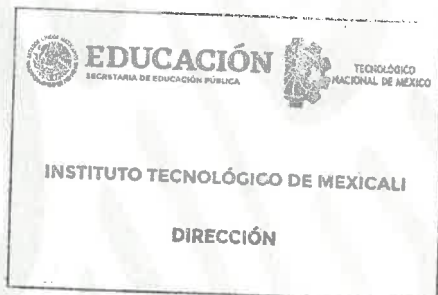 EDUCACIÓN
SECRETARÍA DE EDUCACIÓN PÚBLICA
TECNOLÓGICO
NACIONAL DE MÉXICO
INSTITUTO TECNOLÓGICO DE MEXICALI
DIRECCIÓN